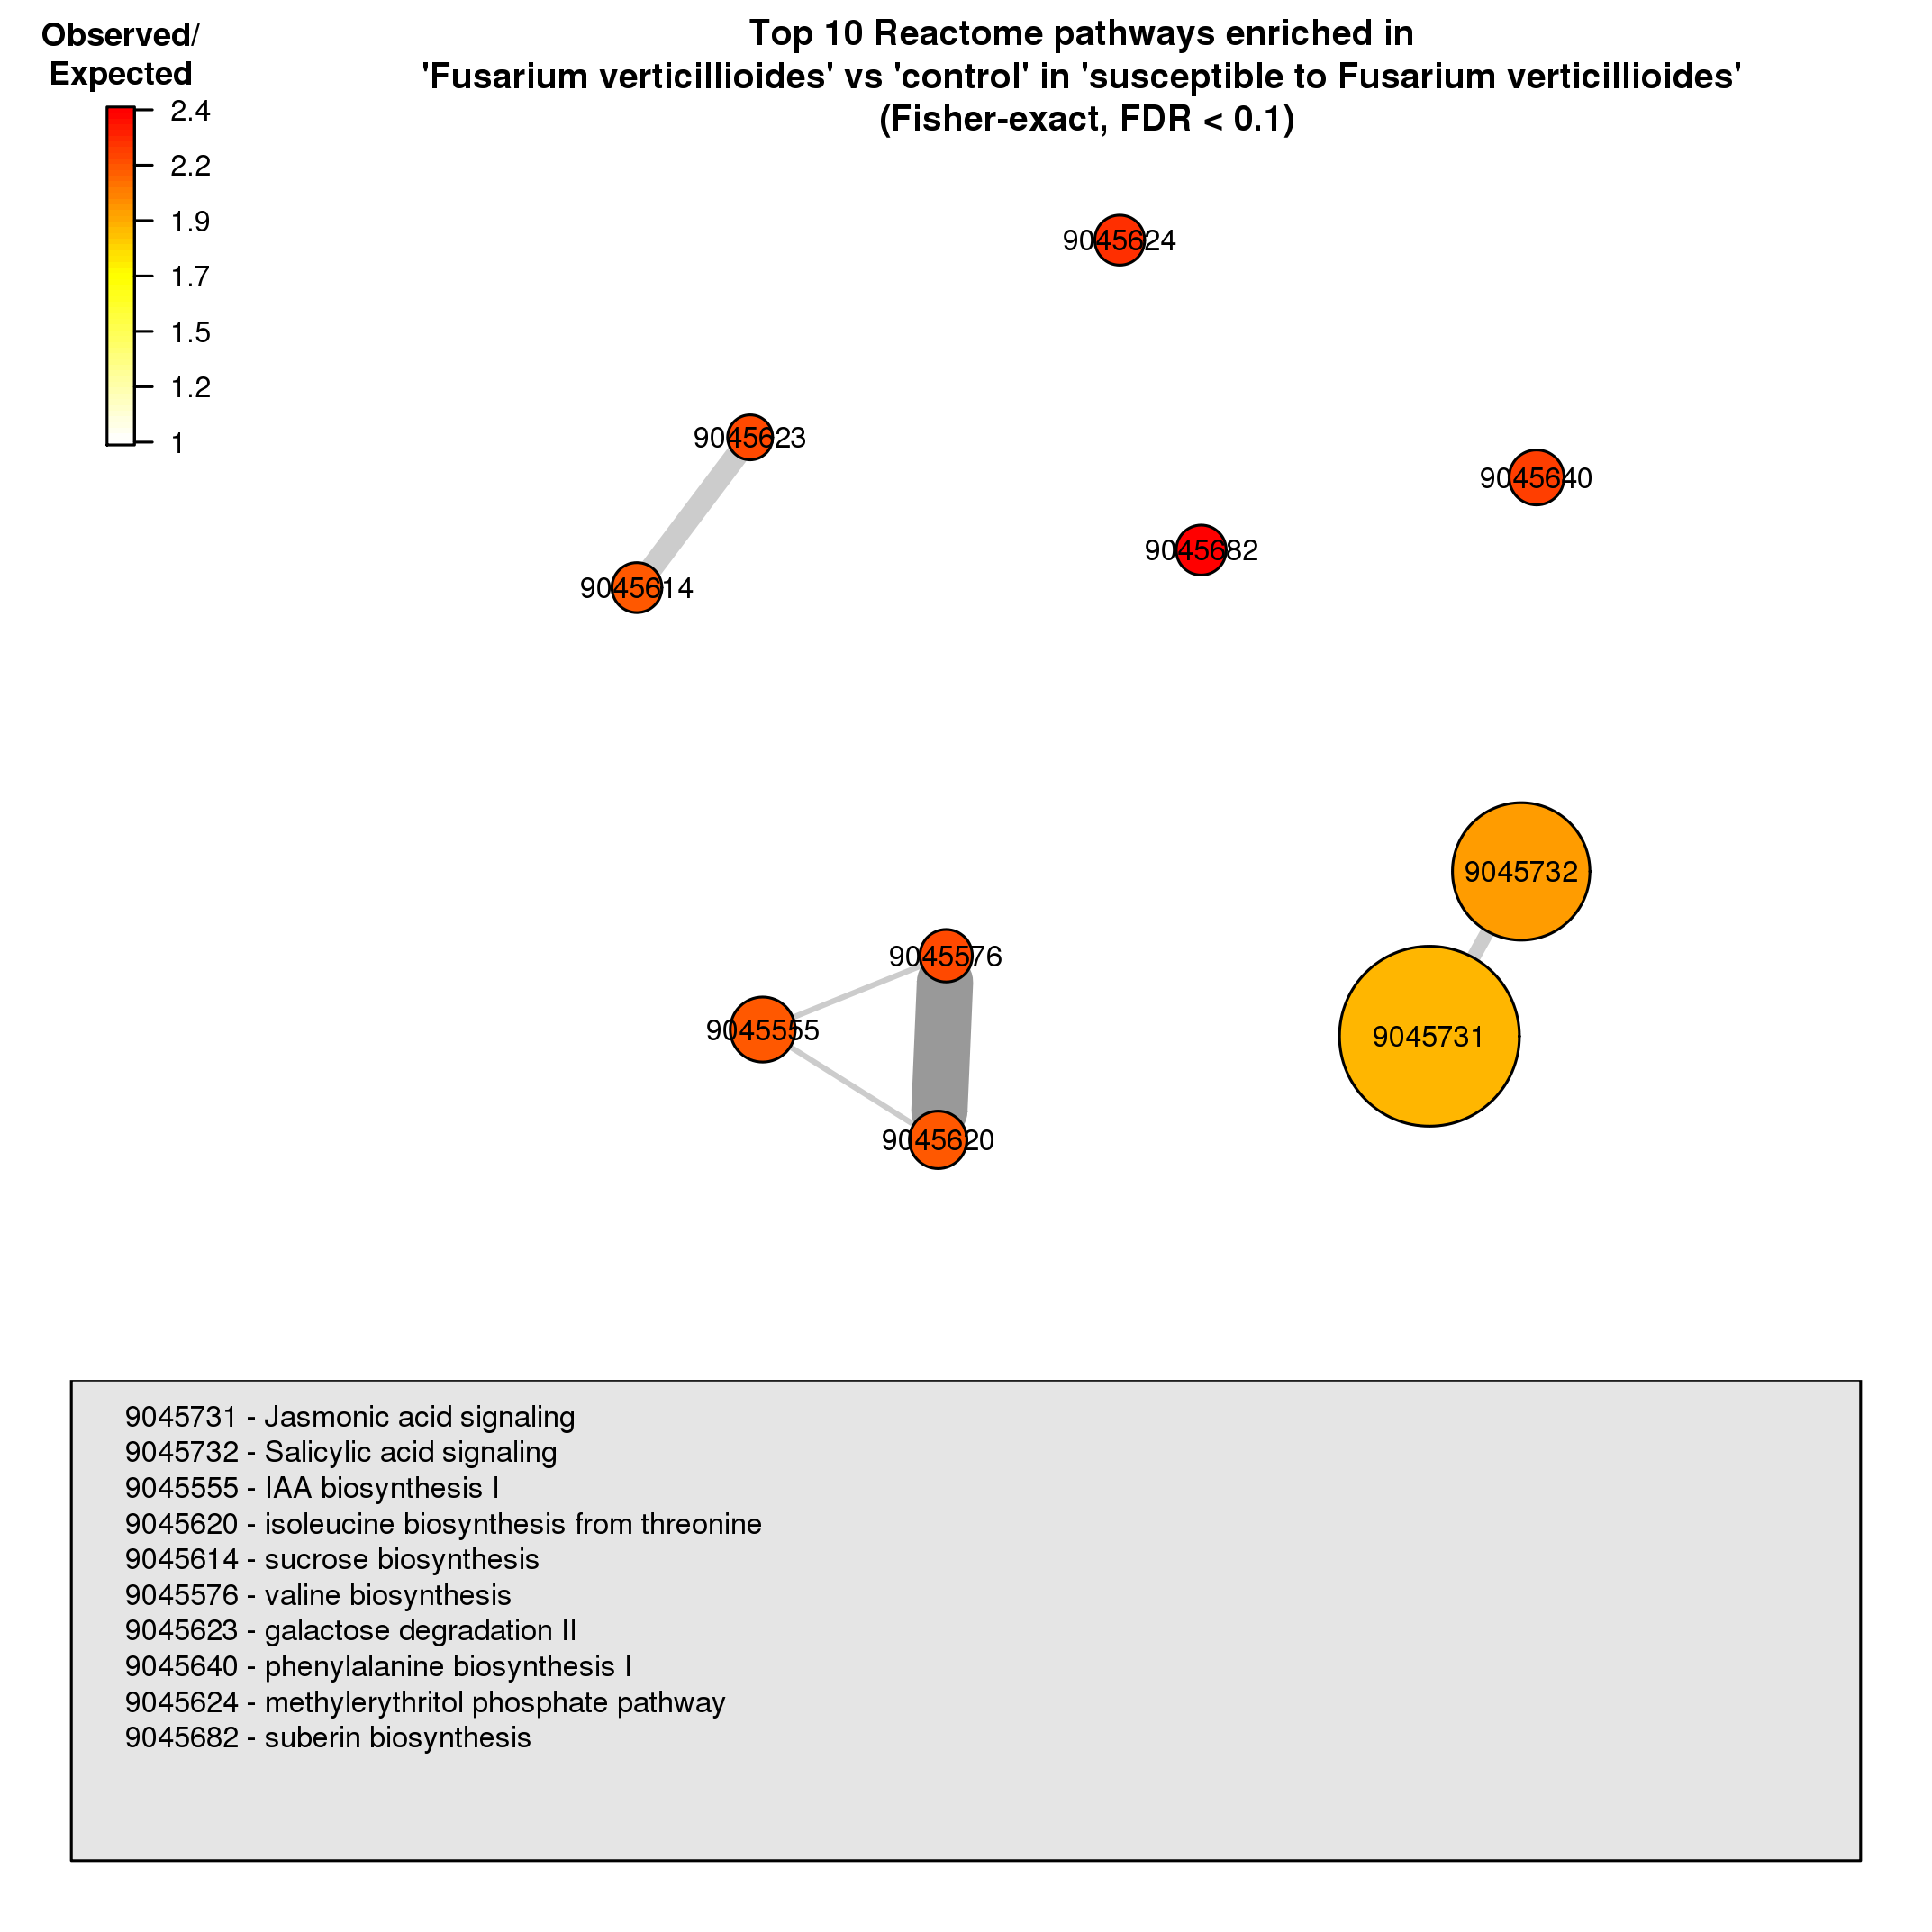 Observed/
Expected
2.4
2.2
1.9
1.7
1.5
1.2
1
Top 10 Reactome pathways enriched in
'Fusarium verticillioides' vs 'control' in 'susceptible to Fusarium verticillioides'
(Fisher-exact, FDR < 0.1)
9045624
9045623
9045640
9045682
9045614
9045732
9045576
9045555
9045731
9045620
9045731 - Jasmonic acid signaling
9045732 - Salicylic acid signaling
9045555 - IAA biosynthesis I
9045620 - isoleucine biosynthesis from threonine
9045614 - sucrose biosynthesis
9045576 - valine biosynthesis
9045623 - galactose degradation II
9045640 - phenylalanine biosynthesis I
9045624 - methylerythritol phosphate pathway
9045682 - suberin biosynthesis